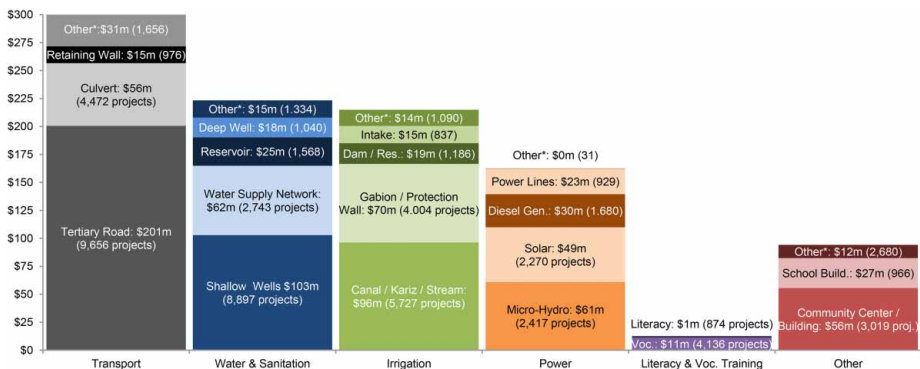 $300
$275
$250
$225
$200
$175
$150
$125
$100
$75
$50
$25
$0
Other*:$31m (1,656)
Retaining Wall: $15m (976)
Culvert: $56m
(4,472 projects)
Tertiary Road: $201m
(9,656 projects)
Transport
Other*: $15m (1.334)
Deep Well: $18m (1,040)
Reservoir: $25m (1,568)
Water Supply Network:
$62m (2,743 projects)
Shallow Wells $103m
(8,897 projects)
Water & Sanitation
Other*: $14m (1,090)
Intake: $15m (837)
Dam / Res.: $19m (1,186)
Gabion / Protection
Wall: $70m (4.004 projects)
Canal / Kariz / Stream:
$96m (5,727 projects)
Irrigation
Other*: $0m (31)
Power Lines: $23m (929)
Diesel Gen.: $30m (1.680)
Solar: $49m
(2,270 projects)
Micro-Hydro: $61m
(2,417 projects)
Power
Literacy: $1m (874 projects)
Voc.: $11m (4,136 projects)
Literacy & Voc. Training
Other*: $12m (2,680)
School Build.: $27m (966)
Community Center /
Building: $56m (3,019 proj.)
Other